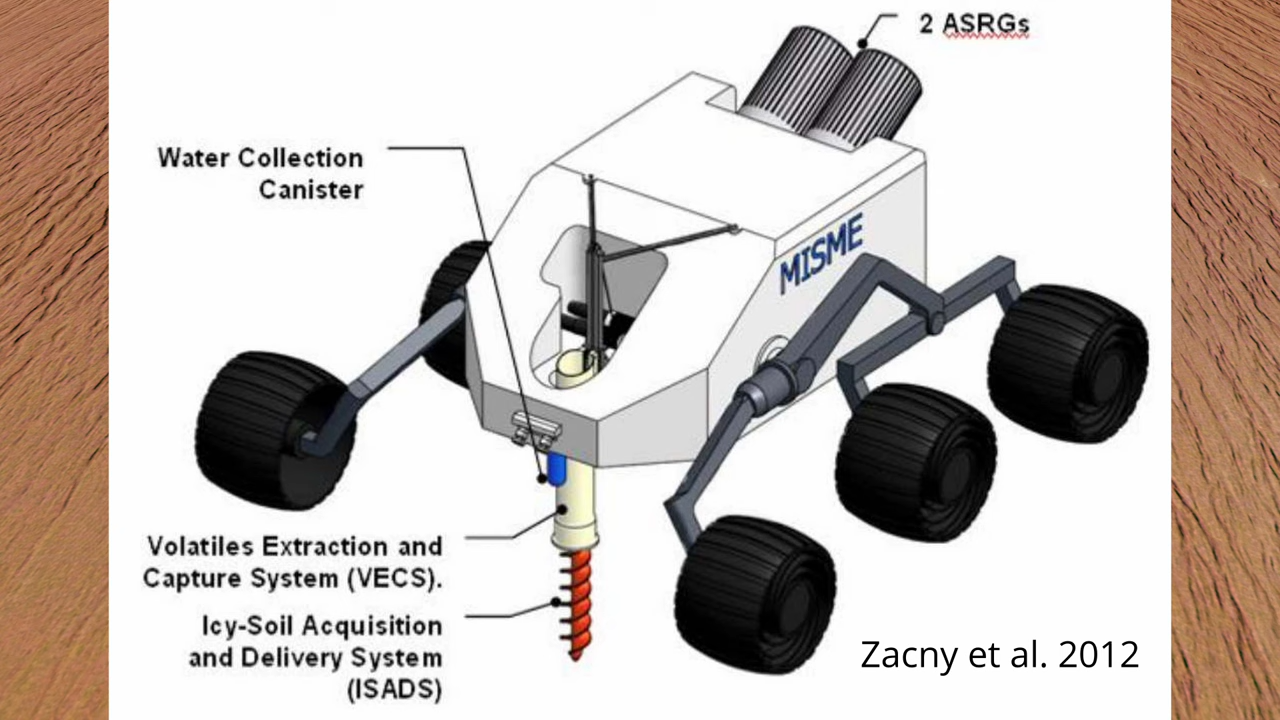 2 ASRGs
Water Collection
Canister
MISME
Volatiles Extraction and
Capture System (VECS).
Icy-Soil Acquisition
and Delivery System
(ISADS)
Zacny et al. 2012